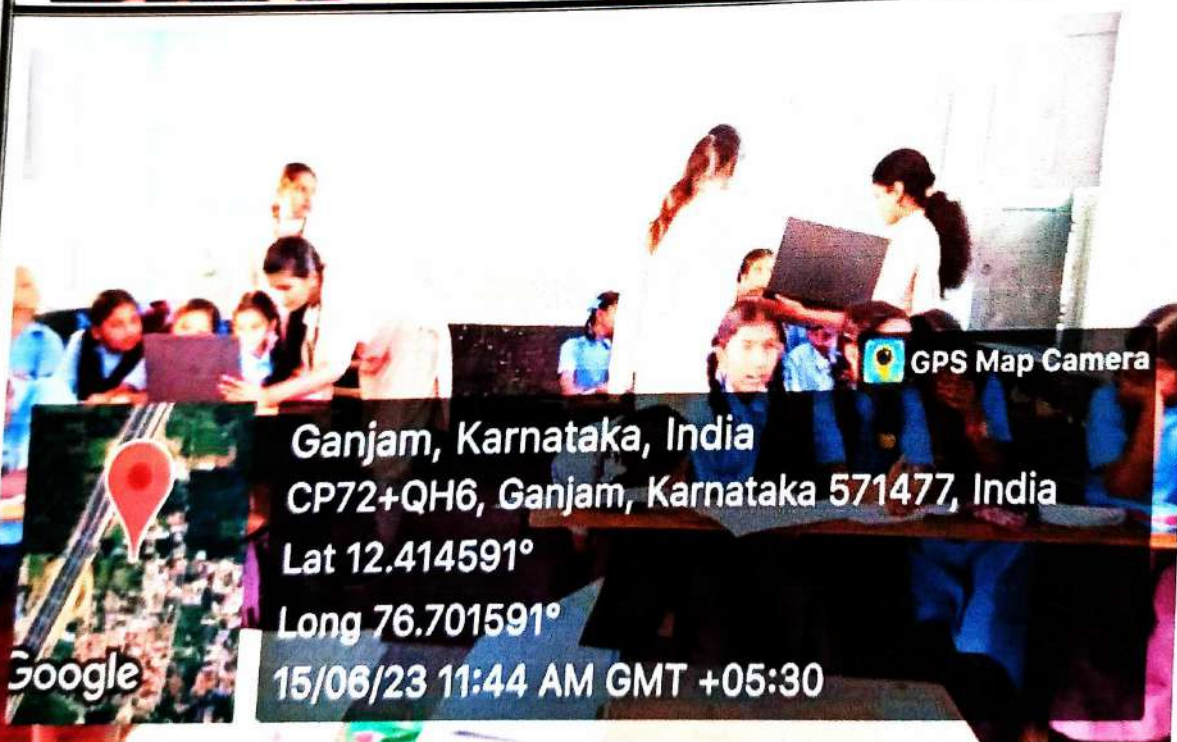 GPS Map Camera
Ganjam, Karnataka, India
CP72+QH6, Ganjam, Karnataka 571477, India
Lat 12.414591°
Long 76.701591°
15/06/23 11:44 AM GMT +05:30
Google